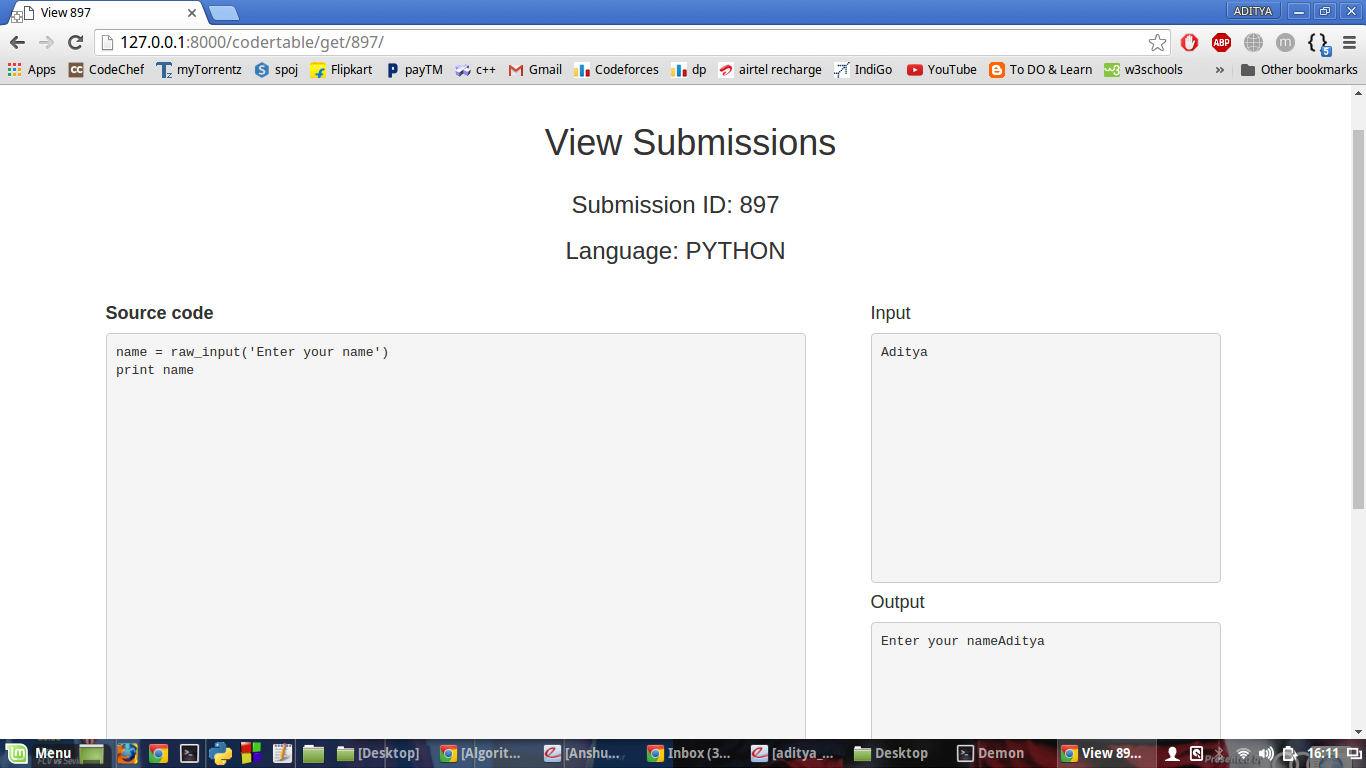 View 897
ADITYA
127.0.0.1:8000/codertable/get/897/
ABP
m
5
Apps CC CodeChef myTorrentz spoj Flipkart payTM c++ Gmail Codeforces dp airtel recharge IndiGo YouTube To DO & Learn w3schools » Other bookmarks
View Submissions
Submission ID: 897
Language: PYTHON
Source code
name = raw_input('Enter your name')
print name
Input
Aditya
Output
Enter your nameAditya
Menu [Desktop] [Algorit... [Anshu... Inbox (3... [aditya_... Desktop Demon View 89... 16:11